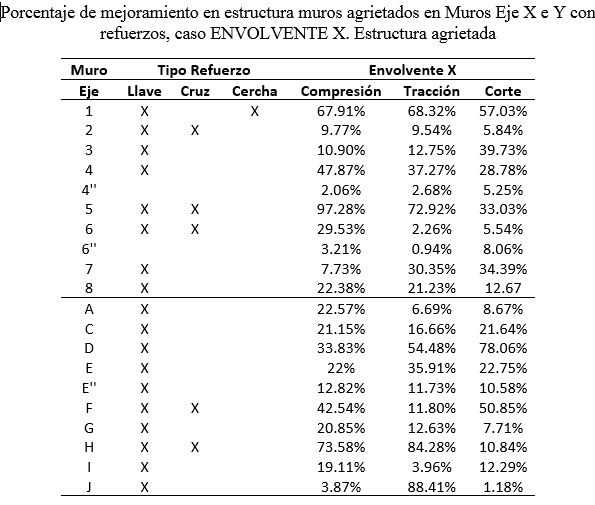 Porcentaje de mejoramiento en estructura muros agrietados en Muros Eje X e Y con
refuerzos, caso ENVOLVENTE X. Estructura agrietada
Muro Tipo Refuerzo Envolvente X
Eje Llave Cruz Cercha Compresión Tracción Corte
1 X X 67.91% 68.32% 57.03%
2 X X 9.77% 9.54% 5.84%
3 X 10.90% 12.75% 39.73%
4 X 47.87% 37.27% 28.78%
4" 2.06% 2.68% 5.25%
5 X X 97.28% 72.92% 33.03%
6 X X 29.53% 2.26% 5.54%
6" 3.21% 0.94% 8.06%
7 X 7.73% 30.35% 34.39%
8 X 22.38% 21.23% 12.67
A X 22.57% 6.69% 8.67%
C X 21.15% 16.66% 21.64%
D X 33.83% 54.48% 78.06%
E X 22% 35.91% 22.75%
E" X 12.82% 11.73% 10.58%
F X X 42.54% 11.80% 50.85%
G X 20.85% 12.63% 7.71%
H X X 73.58% 84.28% 10.84%
I X 19.11% 3.96% 12.29%
J X 3.87% 88.41% 1.18%